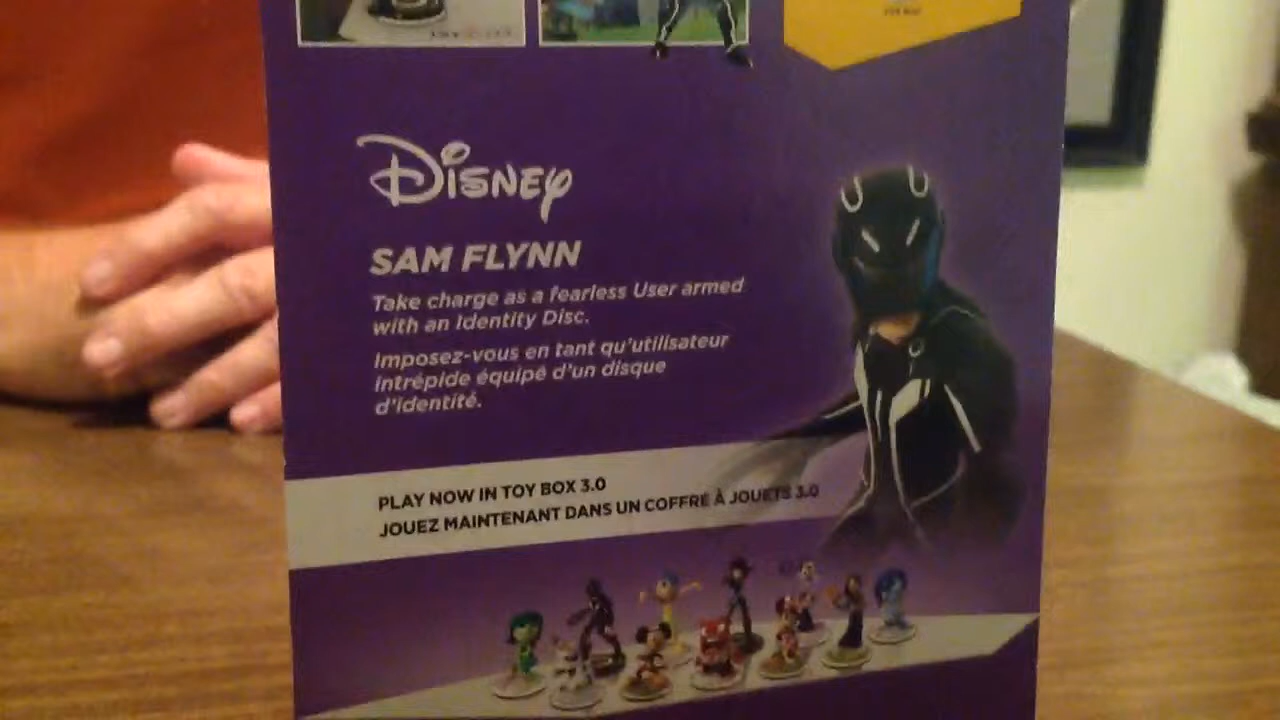 Disney
SAM FLYNN
Take charge as a fearless User armed
with an Identity Disc.
Imposez-vous en tant qu'utilisateur
intrépide équipé d'un disque
d'identité.
PLAY NOW IN TOY BOX 3.0
JOUEZ MAINTENANT DANS UN COFFRE À JOUETS 3.0